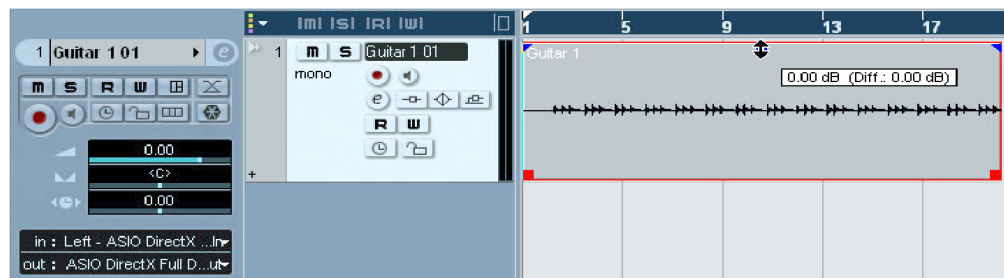 |m| |S| |R| |W|
1 5 9 13 17
1 Guitar 1 01 e
m S R W
0.00
<C>
0.00
in : Left - ASIO DirectX ...In
out : ASIO DirectX Full D...ut
1 m S Guitar 1 01
mono
e
R W
+
Guitar 1
0.00 dB (Diff.: 0.00 dB)